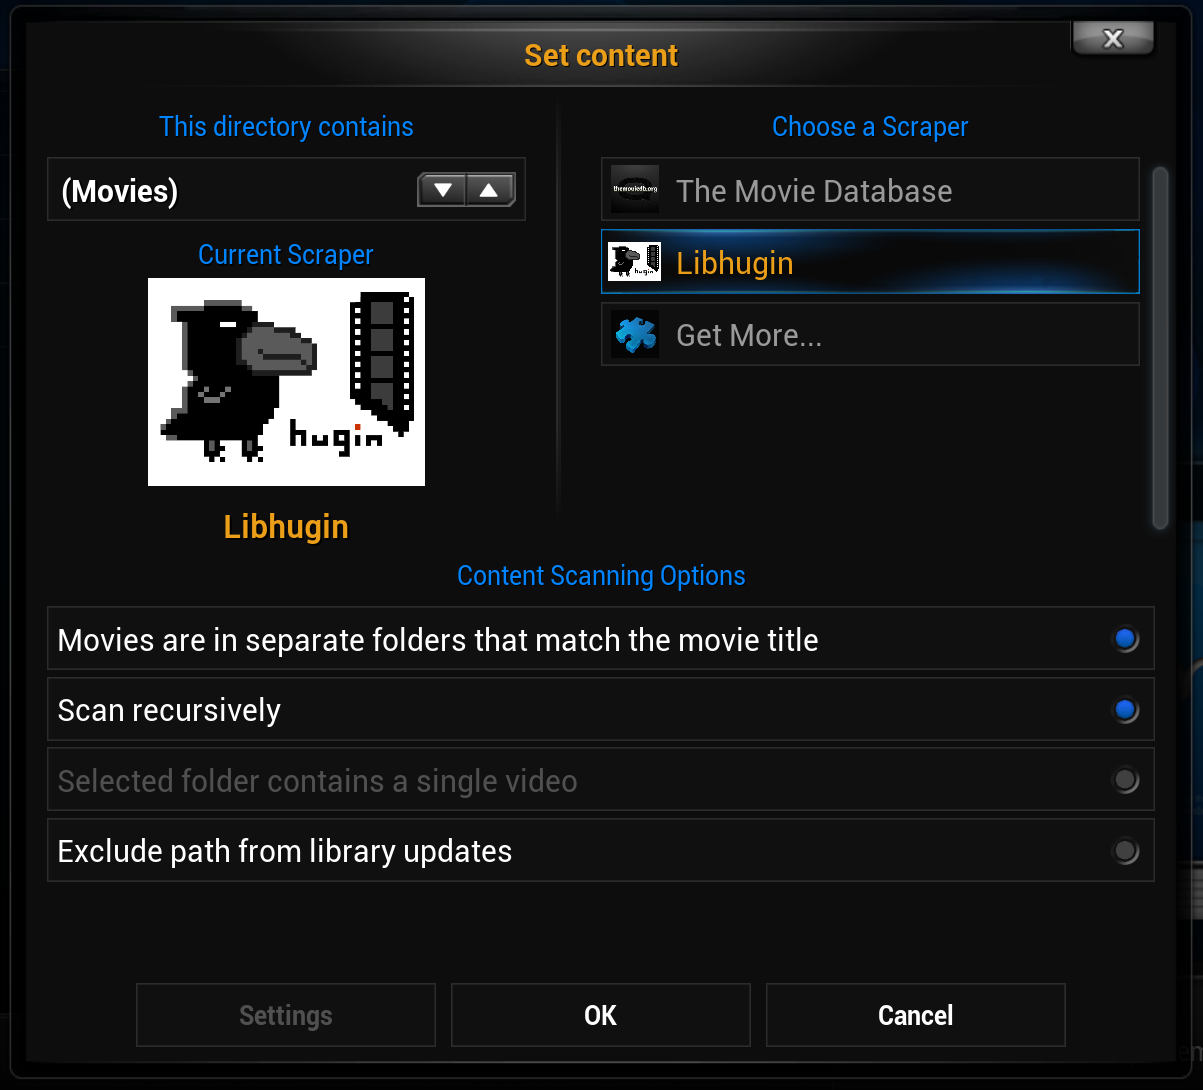 Set content
X
This directory contains
(Movies)
Current Scraper
hugin
Libhugin
Choose a Scraper
themoviedb.org
The Movie Database
hugin
Libhugin
Get More...
Content Scanning Options
Movies are in separate folders that match the movie title
Scan recursively
Selected folder contains a single video
Exclude path from library updates
Settings
OK
Cancel